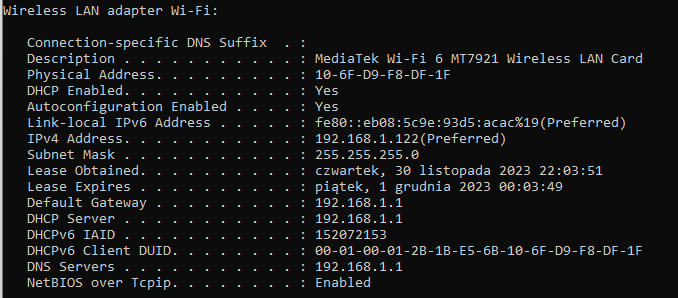 Wireless LAN adapter Wi-Fi:
Connection-specific DNS Suffix  . :
Description . . . . . . . . . . . : MediaTek Wi-Fi 6 MT7921 Wireless LAN Card
Physical Address. . . . . . . . . : 10-6F-D9-F8-DF-1F
DHCP Enabled. . . . . . . . . . . : Yes
Autoconfiguration Enabled . . . . : Yes
Link-local IPv6 Address . . . . . : fe80::eb08:5c9e:93d5:acac%19(Preferred)
IPv4 Address. . . . . . . . . . . : 192.168.1.122(Preferred)
Subnet Mask . . . . . . . . . . . : 255.255.255.0
Lease Obtained. . . . . . . . . . : czwartek, 30 listopada 2023 22:03:51
Lease Expires . . . . . . . . . . : piątek, 1 grudnia 2023 00:03:49
Default Gateway . . . . . . . . . : 192.168.1.1
DHCP Server . . . . . . . . . . . : 192.168.1.1
DHCPv6 IAID . . . . . . . . . . . : 152072153
DHCPv6 Client DUID. . . . . . . . : 00-01-00-01-2B-1B-E5-6B-10-6F-D9-F8-DF-1F
DNS Servers . . . . . . . . . . . : 192.168.1.1
NetBIOS over Tcpip. . . . . . . . : Enabled